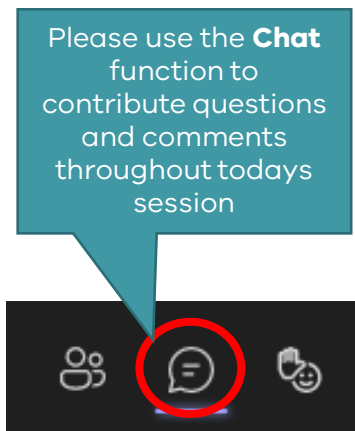 Please use the Chat
function to
contribute questions
and comments
throughout todays
session